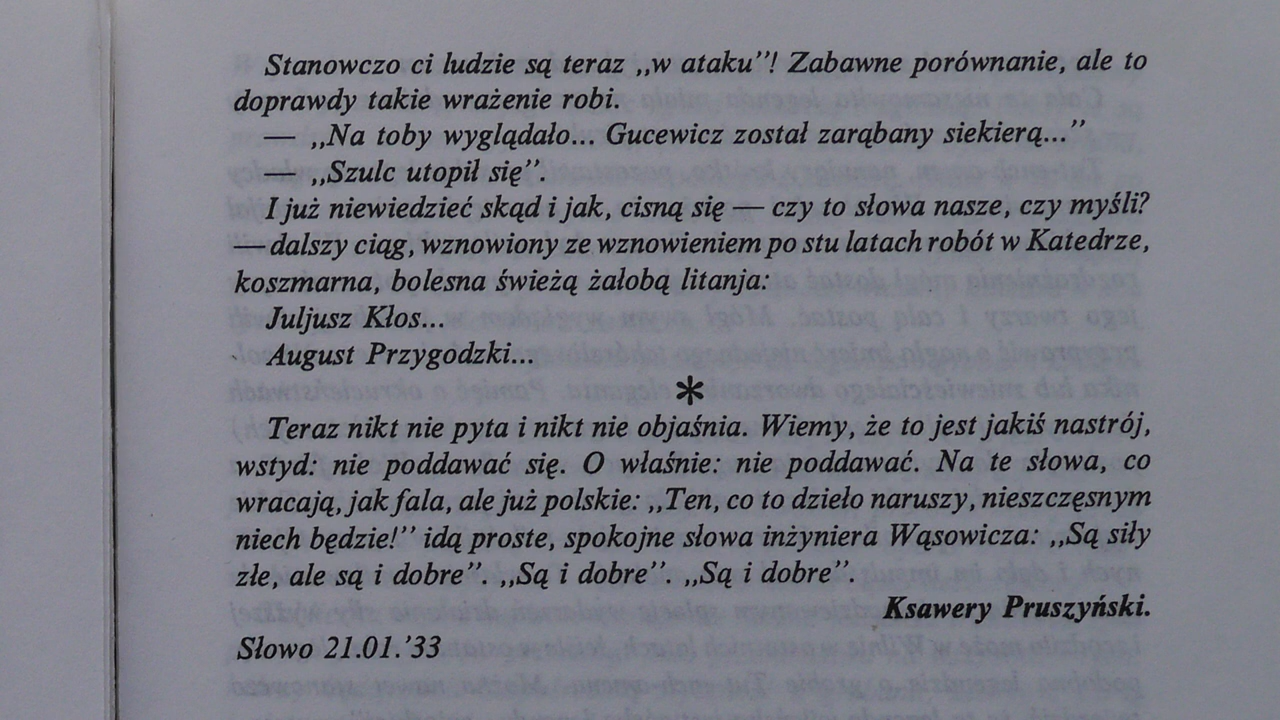 Stanowczo ci ludzie są teraz ,,w ataku”! Zabawne porównanie, ale to
doprawdy takie wrażenie robi.
— ,,Na toby wyglądało... Gucewicz został zarąbany siekierą...”
— ,,Szulc utopił się”.
I już niewiedzieć skąd i jak, cisną się — czy to słowa nasze, czy myśli?
— dalszy ciąg, wznowiony ze wznowieniem po stu latach robót w Katedrze,
koszmarna, bolesna świeżą żałobą litanja:
Juljusz Kłos...
August Przygodzki...
*
Teraz nikt nie pyta i nikt nie objaśnia. Wiemy, że to jest jakiś nastrój,
wstyd: nie poddawać się. O właśnie: nie poddawać. Na te słowa, co
wracają, jak fala, ale już polskie: ,,Ten, co to dzieło naruszy, nieszczęsnym
niech będzie!” idą proste, spokojne słowa inżyniera Wąsowicza: ,,Są siły
złe, ale są i dobre”. ,,Są i dobre”. ,,Są i dobre”.
Ksawery Pruszyński.
Słowo 21.01.’33